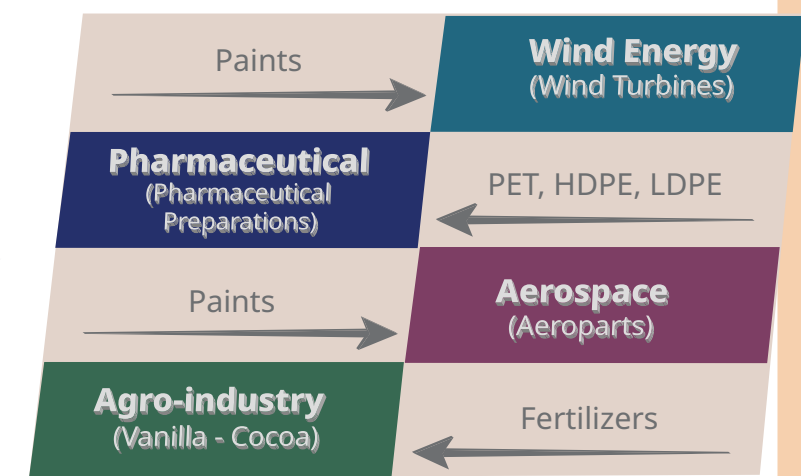 Paints
Wind Energy
(Wind Turbines)
Pharmaceutical
(Pharmaceutical
Preparations)
PET, HDPE, LDPE
Paints
Aerospace
(Aeroparts)
Agro-industry
(Vanilla - Cocoa)
Fertilizers